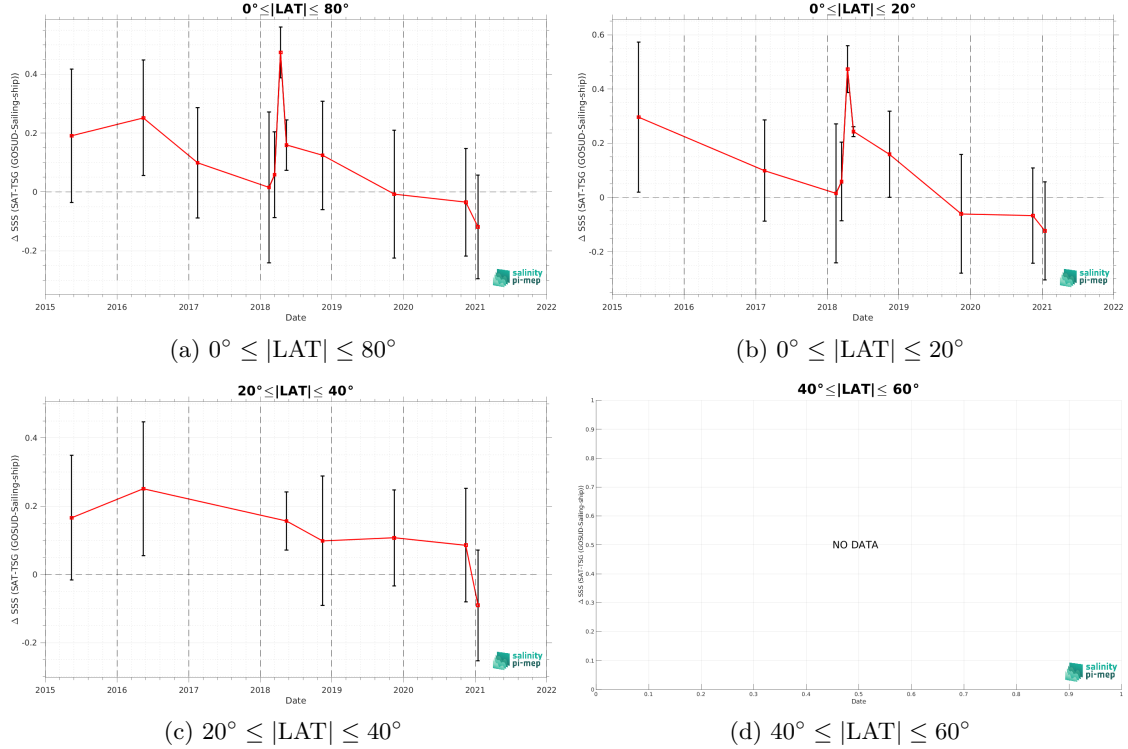 0°≤|LAT|≤ 80°
0.4
0.2
0
-0.2
Δ SSS (SAT-TSG (GOSUD-Sailing-ship))
2015 2016 2017 2018 2019 2020 2021 2022
Date
salinity
pi-mep
(a) 0° ≤ |LAT| ≤ 80°
0°≤|LAT|≤ 20°
0.6
0.4
0.2
0
-0.2
Δ SSS (SAT-TSG (GOSUD-Sailing-ship))
2015 2016 2017 2018 2019 2020 2021 2022
Date
salinity
pi-mep
(b) 0° ≤ |LAT| ≤ 20°
20°≤|LAT|≤ 40°
0.4
0.2
0
-0.2
Δ SSS (SAT-TSG (GOSUD-Sailing-ship))
2015 2016 2017 2018 2019 2020 2021 2022
Date
salinity
pi-mep
(c) 20° ≤ |LAT| ≤ 40°
40°≤|LAT|≤ 60°
1
0.9
0.8
0.7
0.6
0.5
0.4
0.3
0.2
0.1
0
Δ SSS (SAT-TSG (GOSUD-Sailing-ship))
NO DATA
0 0.1 0.2 0.3 0.4 0.5 0.6 0.7 0.8 0.9 1
Date
salinity
pi-mep
(d) 40° ≤ |LAT| ≤ 60°